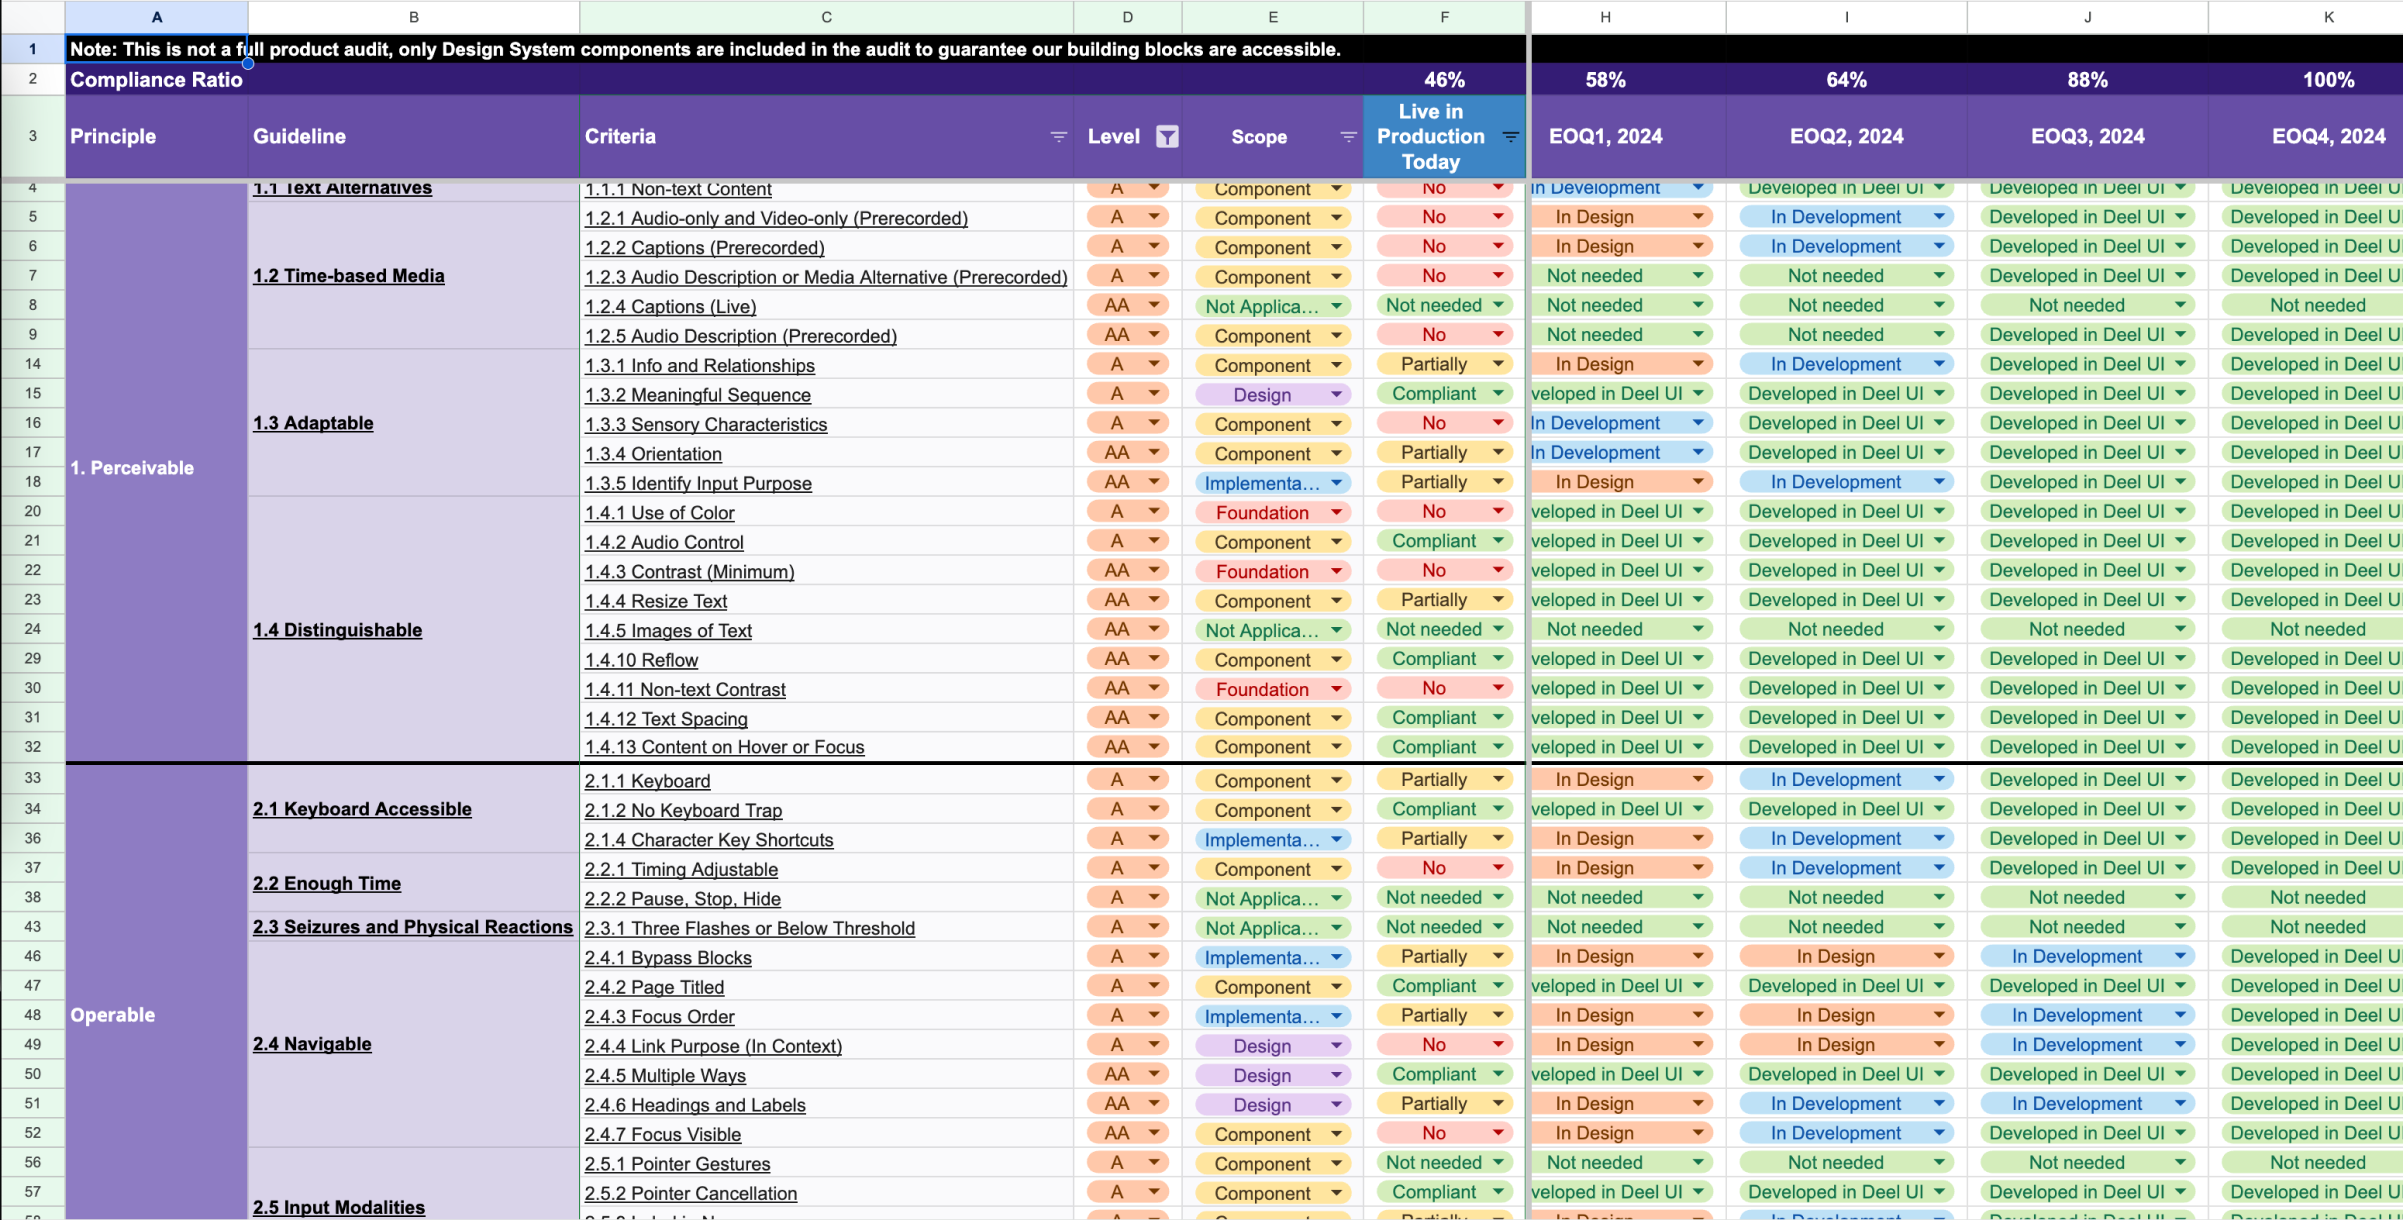 A B C D E F H I J K
1 Note: This is not a full product audit, only Design System components are included in the audit to guarantee our building blocks are accessible.
2 Compliance Ratio 46% 58% 64% 88% 100%
3 Principle Guideline Criteria Level Scope Live in Production Today EOQ1, 2024 EOQ2, 2024 EOQ3, 2024 EOQ4, 2024
4 1.1 Text Alternatives 1.1.1 Non-text Content A Component No In Development Developed in Deel UI Developed in Deel UI Developed in Deel U
5 1.2.1 Audio-only and Video-only (Prerecorded) A Component No In Design In Development Developed in Deel UI Developed in Deel U
6 1.2.2 Captions (Prerecorded) A Component No In Design In Development Developed in Deel UI Developed in Deel U
7 1.2 Time-based Media 1.2.3 Audio Description or Media Alternative (Prerecorded) A Component No Not needed Not needed Developed in Deel UI Developed in Deel U
8 1.2.4 Captions (Live) AA Not Applica... Not needed Not needed Not needed Not needed Not needed
9 1.2.5 Audio Description (Prerecorded) AA Component No Not needed Not needed Developed in Deel UI Developed in Deel U
14 1.3.1 Info and Relationships A Component Partially In Design In Development Developed in Deel UI Developed in Deel U
15 1.3.2 Meaningful Sequence A Design Compliant veloped in Deel UI Developed in Deel UI Developed in Deel UI Developed in Deel U
16 1.3 Adaptable 1.3.3 Sensory Characteristics A Component No In Development Developed in Deel UI Developed in Deel UI Developed in Deel U
17 1.3.4 Orientation AA Component Partially In Development Developed in Deel UI Developed in Deel UI Developed in Deel U
1. Perceivable
18 1.3.5 Identify Input Purpose AA Implementa... Partially In Design In Development Developed in Deel UI Developed in Deel U
20 1.4.1 Use of Color A Foundation No veloped in Deel UI Developed in Deel UI Developed in Deel UI Developed in Deel U
21 1.4.2 Audio Control A Component Compliant veloped in Deel UI Developed in Deel UI Developed in Deel UI Developed in Deel U
22 1.4.3 Contrast (Minimum) AA Foundation No veloped in Deel UI Developed in Deel UI Developed in Deel UI Developed in Deel U
23 1.4.4 Resize Text AA Component Partially veloped in Deel UI Developed in Deel UI Developed in Deel UI Developed in Deel U
24 1.4 Distinguishable 1.4.5 Images of Text AA Not Applica... Not needed Not needed Not needed Not needed Not needed
29 1.4.10 Reflow AA Component Compliant veloped in Deel UI Developed in Deel UI Developed in Deel UI Developed in Deel U
30 1.4.11 Non-text Contrast AA Foundation No veloped in Deel UI Developed in Deel UI Developed in Deel UI Developed in Deel U
31 1.4.12 Text Spacing AA Component Compliant veloped in Deel UI Developed in Deel UI Developed in Deel UI Developed in Deel U
32 1.4.13 Content on Hover or Focus AA Component Compliant veloped in Deel UI Developed in Deel UI Developed in Deel UI Developed in Deel U
33 2.1.1 Keyboard A Component Partially In Design In Development Developed in Deel UI Developed in Deel U
34 2.1 Keyboard Accessible 2.1.2 No Keyboard Trap A Component Compliant veloped in Deel UI Developed in Deel UI Developed in Deel UI Developed in Deel U
36 2.1.4 Character Key Shortcuts A Implementa... Partially In Design In Development Developed in Deel UI Developed in Deel U
37 2.2.1 Timing Adjustable A Component No In Design In Development Developed in Deel UI Developed in Deel U
2.2 Enough Time
38 2.2.2 Pause, Stop, Hide A Not Applica... Not needed Not needed Not needed Not needed Not needed
43 2.3 Seizures and Physical Reactions 2.3.1 Three Flashes or Below Threshold A Not Applica... Not needed Not needed Not needed Not needed Not needed
46 2.4.1 Bypass Blocks A Implementa... Partially In Design In Design In Development Developed in Deel U
47 2.4.2 Page Titled A Component Compliant veloped in Deel UI Developed in Deel UI Developed in Deel UI Developed in Deel U
48 Operable 2.4.3 Focus Order A Implementa... Partially In Design In Design In Development Developed in Deel U
49 2.4 Navigable 2.4.4 Link Purpose (In Context) A Design No In Design In Design In Development Developed in Deel U
50 2.4.5 Multiple Ways AA Design Compliant veloped in Deel UI Developed in Deel UI Developed in Deel UI Developed in Deel U
51 2.4.6 Headings and Labels AA Design Partially In Design In Development In Development Developed in Deel U
52 2.4.7 Focus Visible AA Component No In Design In Development Developed in Deel UI Developed in Deel U
56 2.5.1 Pointer Gestures A Component Not needed Not needed Not needed Not needed Not needed
57 2.5.2 Pointer Cancellation A Component Compliant veloped in Deel UI Developed in Deel UI Developed in Deel UI Developed in Deel U
2.5 Input Modalities